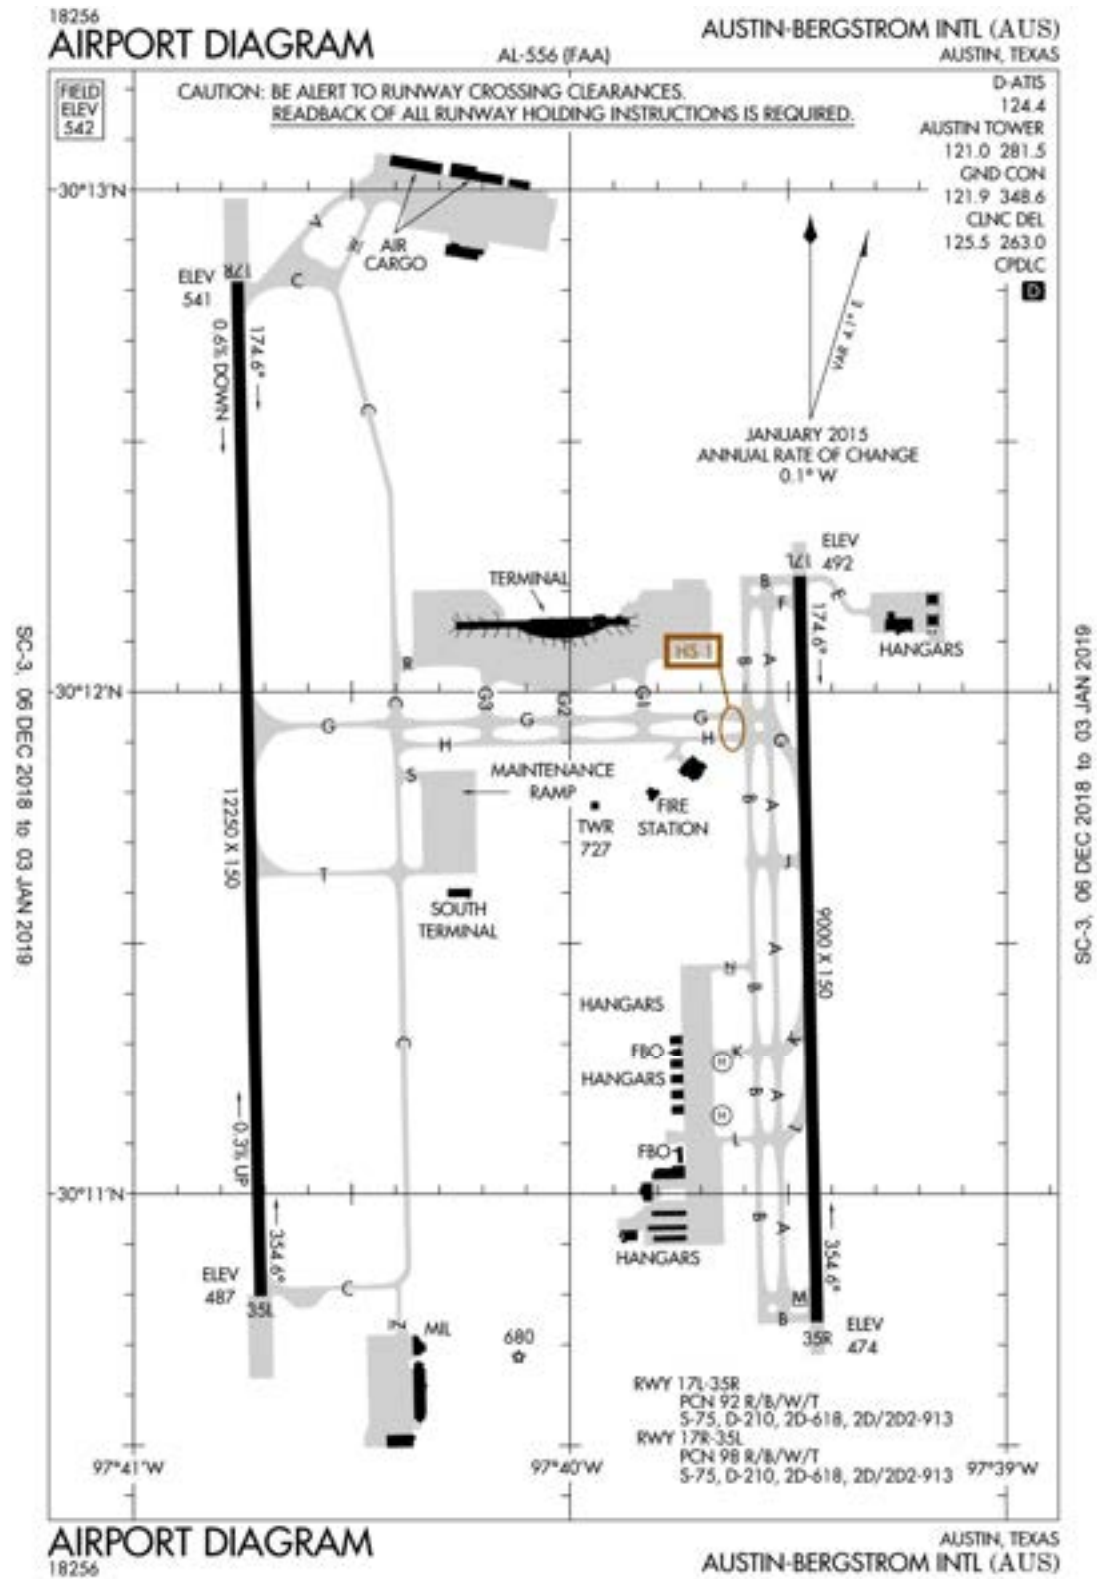 18256
AIRPORT DIAGRAM
AL-556 (FAA)
AUSTIN-BERGSTROM INTL (AUS)
AUSTIN, TEXAS
FIELD
ELEV
542
CAUTION: BE ALERT TO RUNWAY CROSSING CLEARANCES.
READBACK OF ALL RUNWAY HOLDING INSTRUCTIONS IS REQUIRED.
D-ATIS
124.4
AUSTIN TOWER
121.0 281.5
GND CON
121.9 348.6
CLNC DEL
125.5 263.0
CPDLC
D
30°13'N
AIR
CARGO
A
R
C
17R
ELEV
541
0.6% DOWN
174.6°
C
VAR 4.1° E
JANUARY 2015
ANNUAL RATE OF CHANGE
0.1° W
ELEV
492
17L
B
F
E
174.6°
HANGARS
TERMINAL
HS-1
R
B
A
30°12'N
C
G3
G2
G1
G
G
G
H
H
G
S
MAINTENANCE
RAMP
TWR
727
FIRE
STATION
B
A
12250 X 150
T
J
SOUTH
TERMINAL
9000 X 150
A
B
HANGARS
C
FBO
K
K
H
HANGARS
B
A
H
0.3% UP
FBO
L
L
30°11'N
B
A
354.6°
354.6°
HANGARS
ELEV
487
C
35L
M
B
35R
ELEV
474
Z
MIL
680
RWY 17L-35R
PCN 92 R/B/W/T
S-75, D-210, 2D-618, 2D/2D2-913
RWY 17R-35L
PCN 98 R/B/W/T
S-75, D-210, 2D-618, 2D/2D2-913
97°41'W
97°40'W
97°39'W
SC-3, 06 DEC 2018 to 03 JAN 2019
SC-3, 06 DEC 2018 to 03 JAN 2019
AIRPORT DIAGRAM
18256
AUSTIN, TEXAS
AUSTIN-BERGSTROM INTL (AUS)